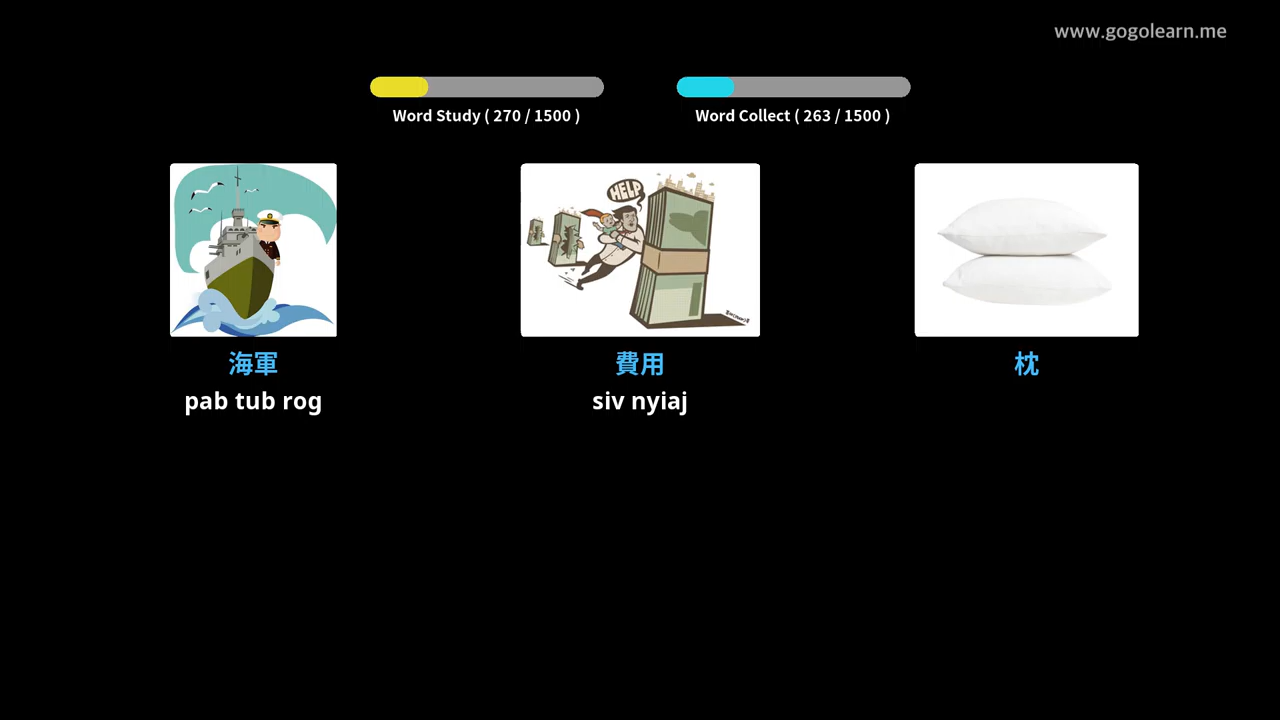 www.gogolearn.me
Word Study ( 270 / 1500 )
Word Collect ( 263 / 1500 )
HELP
海軍
費用
枕
pab tub rog
siv nyiaj